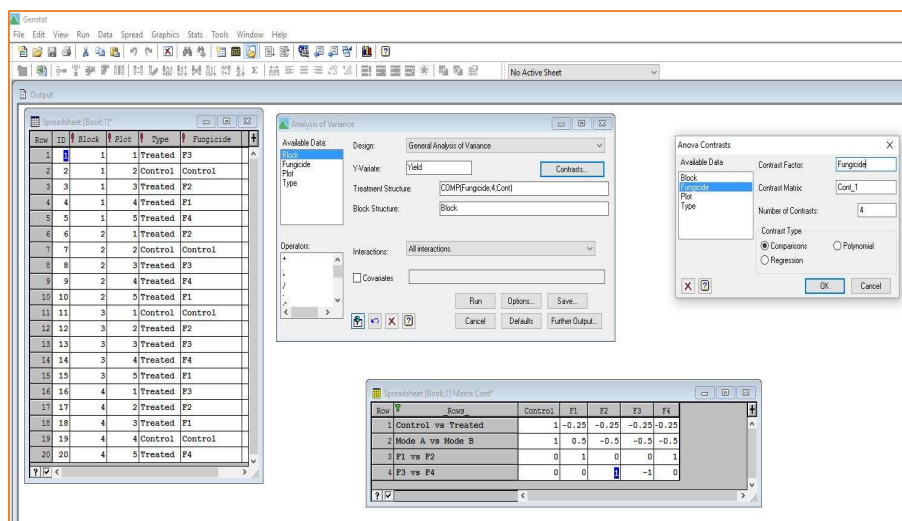 Genstat
File Edit View Run Data Spread Graphics Stats Tools Window Help
No Active Sheet
Output
Spreadsheet [Book;1]*
Row ID Block Plot Type Fungicide
1 1 1 1 Treated F3
2 2 1 2 Control Control
3 3 1 3 Treated F2
4 4 1 4 Treated F1
5 5 1 5 Treated F4
6 6 2 1 Treated F2
7 7 2 2 Control Control
8 8 2 3 Treated F3
9 9 2 4 Treated F4
10 10 2 5 Treated F1
11 11 3 1 Control Control
12 12 3 2 Treated F2
13 13 3 3 Treated F3
14 14 3 4 Treated F4
15 15 3 5 Treated F1
16 16 4 1 Treated F3
17 17 4 2 Treated F2
18 18 4 3 Treated F1
19 19 4 4 Control Control
20 20 4 5 Treated F4
Analysis of Variance
Available Data:
Block
Fungicide
Plot
Type
Design: General Analysis of Variance
Y-Variate: Yield Contrasts...
Treatment Structure: COMP(Fungicide;4;Cont)
Block Structure: Block
Operators:
Interactions: All interactions
Covariates
Run Options... Save...
Cancel Defaults Further Output...
Anova Contrasts
Available Data
Block
Fungicide
Plot
Type
Contrast Factor: Fungicide
Contrast Matrix: Cont_1
Number of Contrasts: 4
Contrast Type
Comparisons Polynomial
Regression
OK Cancel
Spreadsheet [Book;2] Matrix Cont*
Row _Rows_ Control F1 F2 F3 F4
1 Control vs Treated 1 -0.25 -0.25 -0.25 -0.25
2 Mode A vs Mode B 1 0.5 -0.5 -0.5 -0.5
3 F1 vs F2 0 1 0 0 1
4 F3 vs F4 0 0 1 -1 0